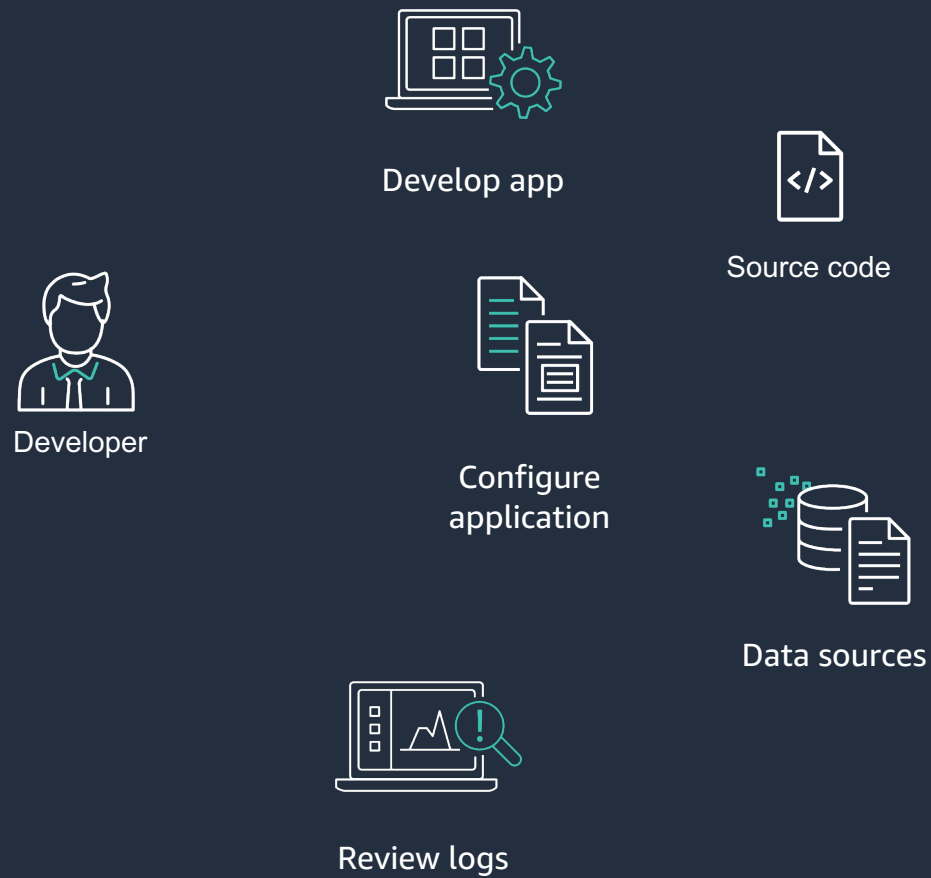 Develop app
</>
Source code
Developer
Configure
application
Data sources
!
Review logs